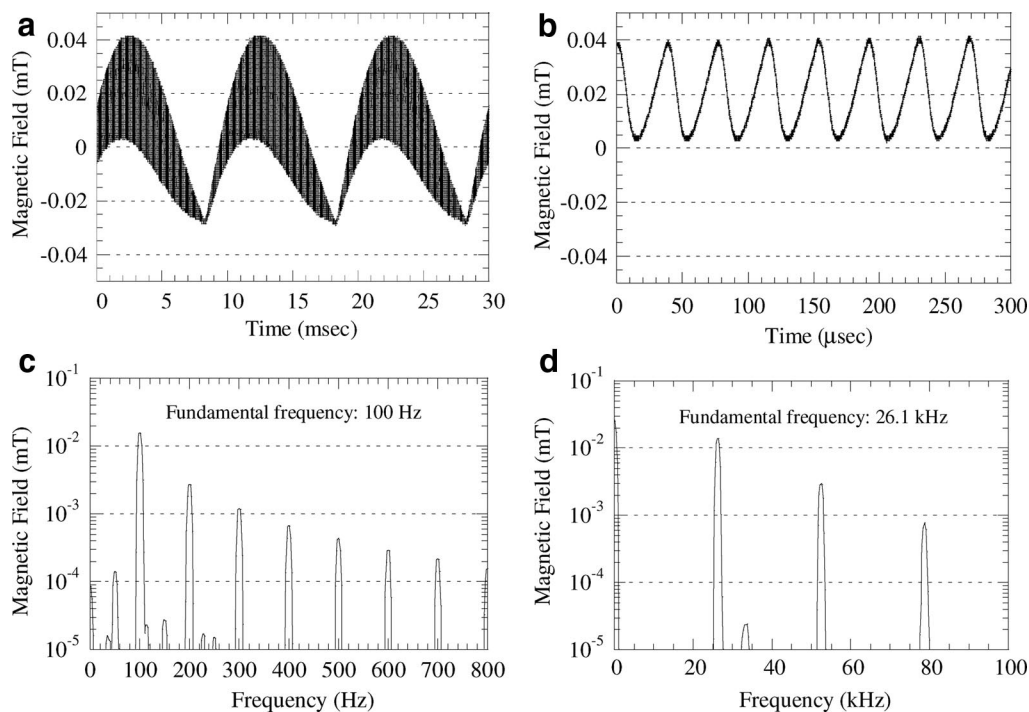 a
Magnetic Field (mT)
0.04
0.02
0
-0.02
-0.04
0 5 10 15 20 25 30
Time (msec)
b
Magnetic Field (mT)
0.04
0.02
0
-0.02
-0.04
0 50 100 150 200 250 300
Time (μsec)
c
Magnetic Field (mT)
10-1
10-2
10-3
10-4
10-5
Fundamental frequency: 100 Hz
0 100 200 300 400 500 600 700 800
Frequency (Hz)
d
Magnetic Field (mT)
10-1
10-2
10-3
10-4
10-5
Fundamental frequency: 26.1 kHz
0 20 40 60 80 100
Frequency (kHz)